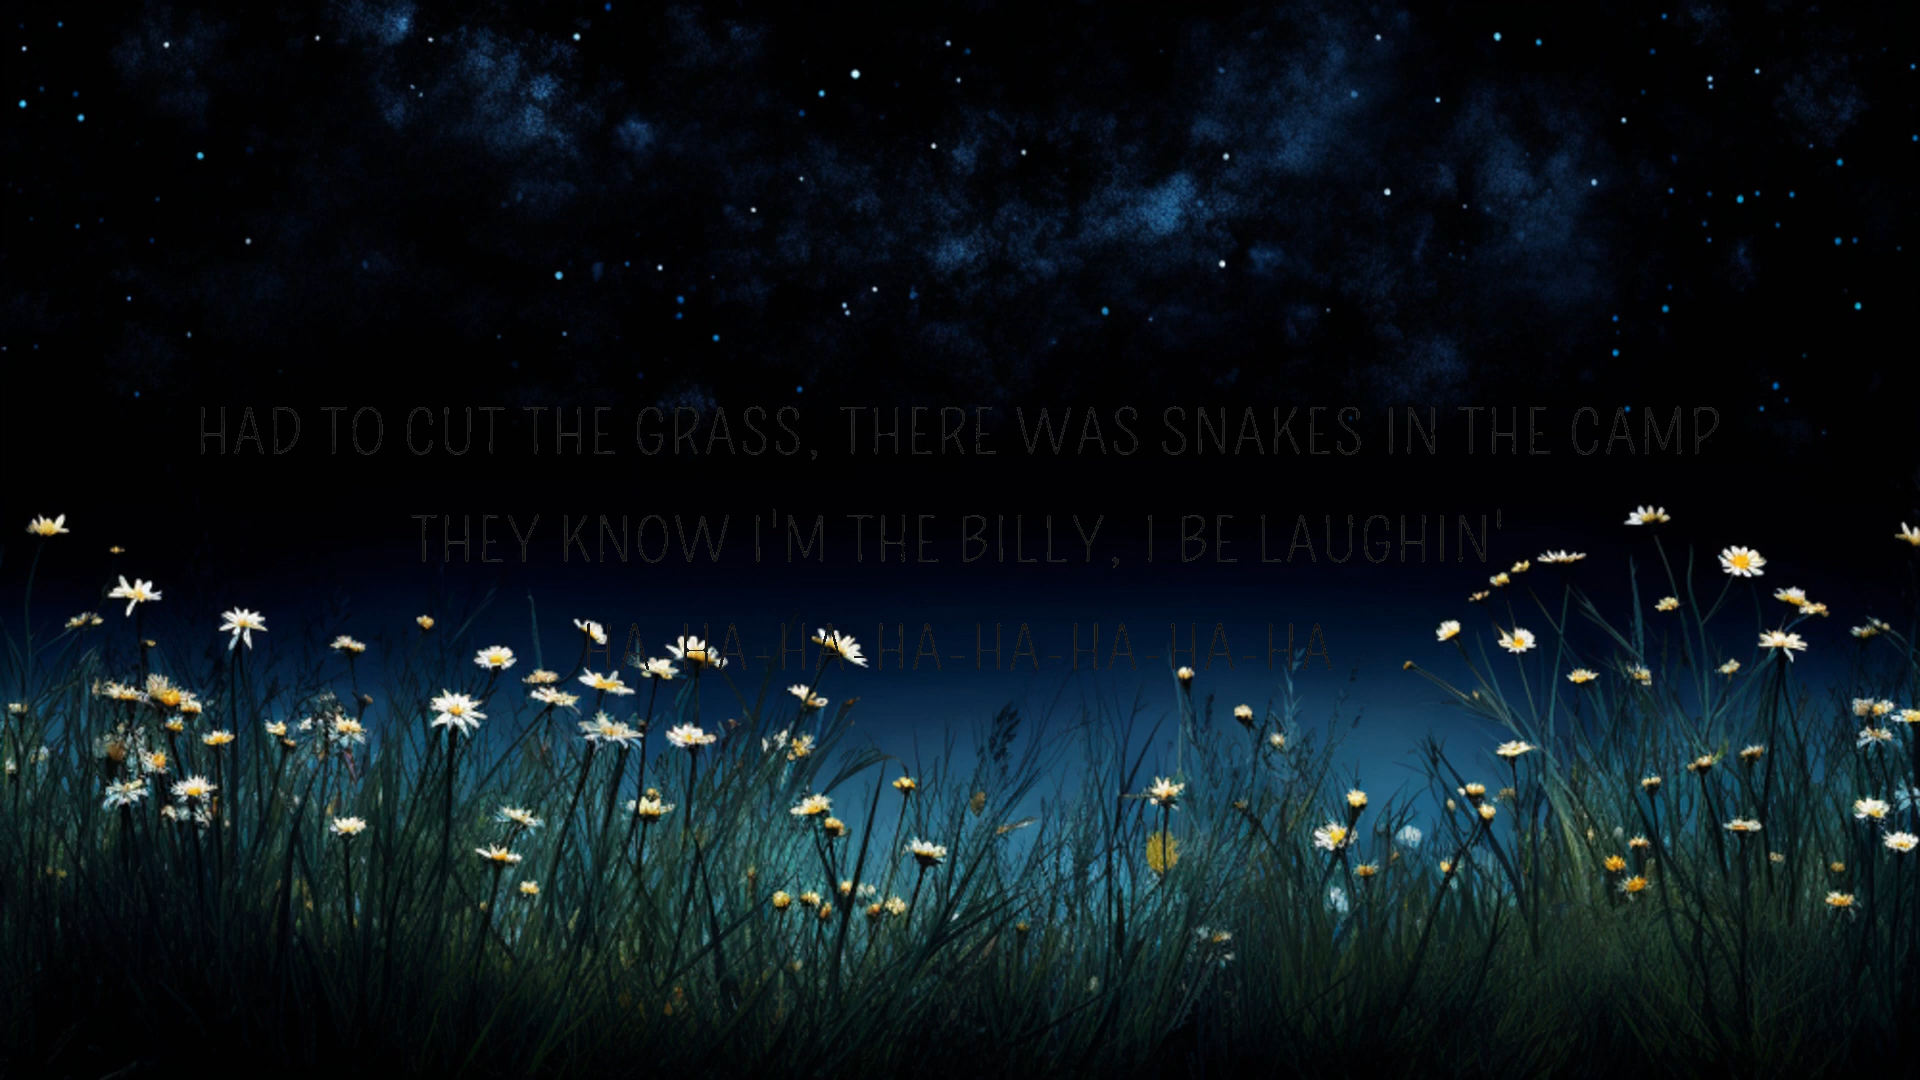 HAD TO CUT THE GRASS, THERE WAS SNAKES IN THE CAMP
THEY KNOW I'M THE BILLY, I BE LAUGHIN'
HA-HA-HA-HA-HA-HA-HA-HA